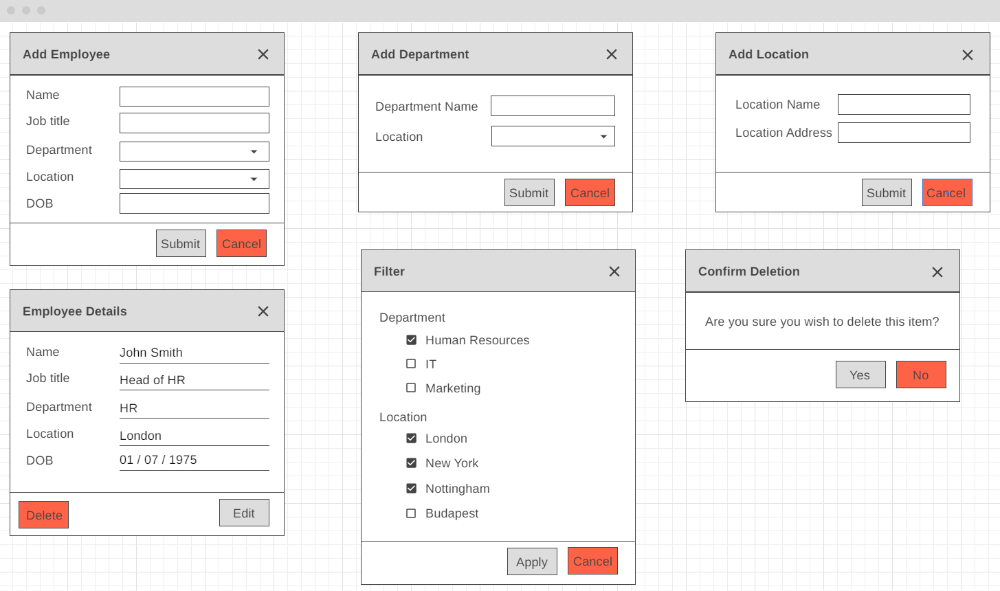 Add Employee
Name
Job title
Department
Location
DOB
Submit Cancel
Add Department
Department Name
Location
Submit Cancel
Add Location
Location Name
Location Address
Submit Cancel
Employee Details
Name John Smith
Job title Head of HR
Department HR
Location London
DOB 01 / 07 / 1975
Delete Edit
Filter
Department
Human Resources
IT
Marketing
Location
London
New York
Nottingham
Budapest
Apply Cancel
Confirm Deletion
Are you sure you wish to delete this item?
Yes No